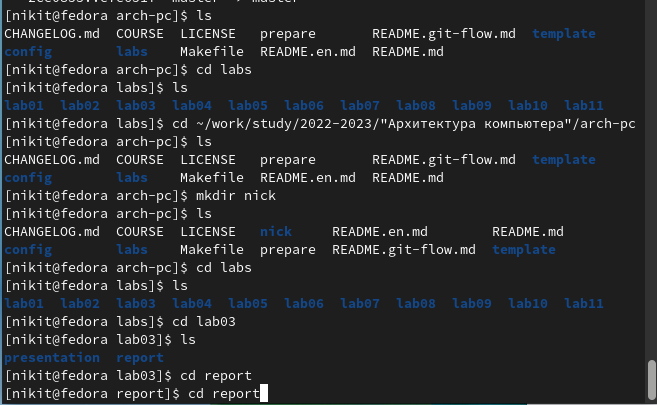 [nikit@fedora arch-pc]$ ls
CHANGELOG.md COURSE LICENSE prepare README.git-flow.md template
config labs Makefile README.en.md README.md
[nikit@fedora arch-pc]$ cd labs
[nikit@fedora labs]$ ls
lab01 lab02 lab03 lab04 lab05 lab06 lab07 lab08 lab09 lab10 lab11
[nikit@fedora labs]$ cd ~/work/study/2022-2023/"Архитектура компьютера"/arch-pc
[nikit@fedora arch-pc]$ ls
CHANGELOG.md COURSE LICENSE prepare README.git-flow.md template
config labs Makefile README.en.md README.md
[nikit@fedora arch-pc]$ mkdir nick
[nikit@fedora arch-pc]$ ls
CHANGELOG.md COURSE LICENSE nick README.en.md README.md
config labs Makefile prepare README.git-flow.md template
[nikit@fedora arch-pc]$ cd labs
[nikit@fedora labs]$ ls
lab01 lab02 lab03 lab04 lab05 lab06 lab07 lab08 lab09 lab10 lab11
[nikit@fedora labs]$ cd lab03
[nikit@fedora lab03]$ ls
presentation report
[nikit@fedora lab03]$ cd report
[nikit@fedora report]$ cd report